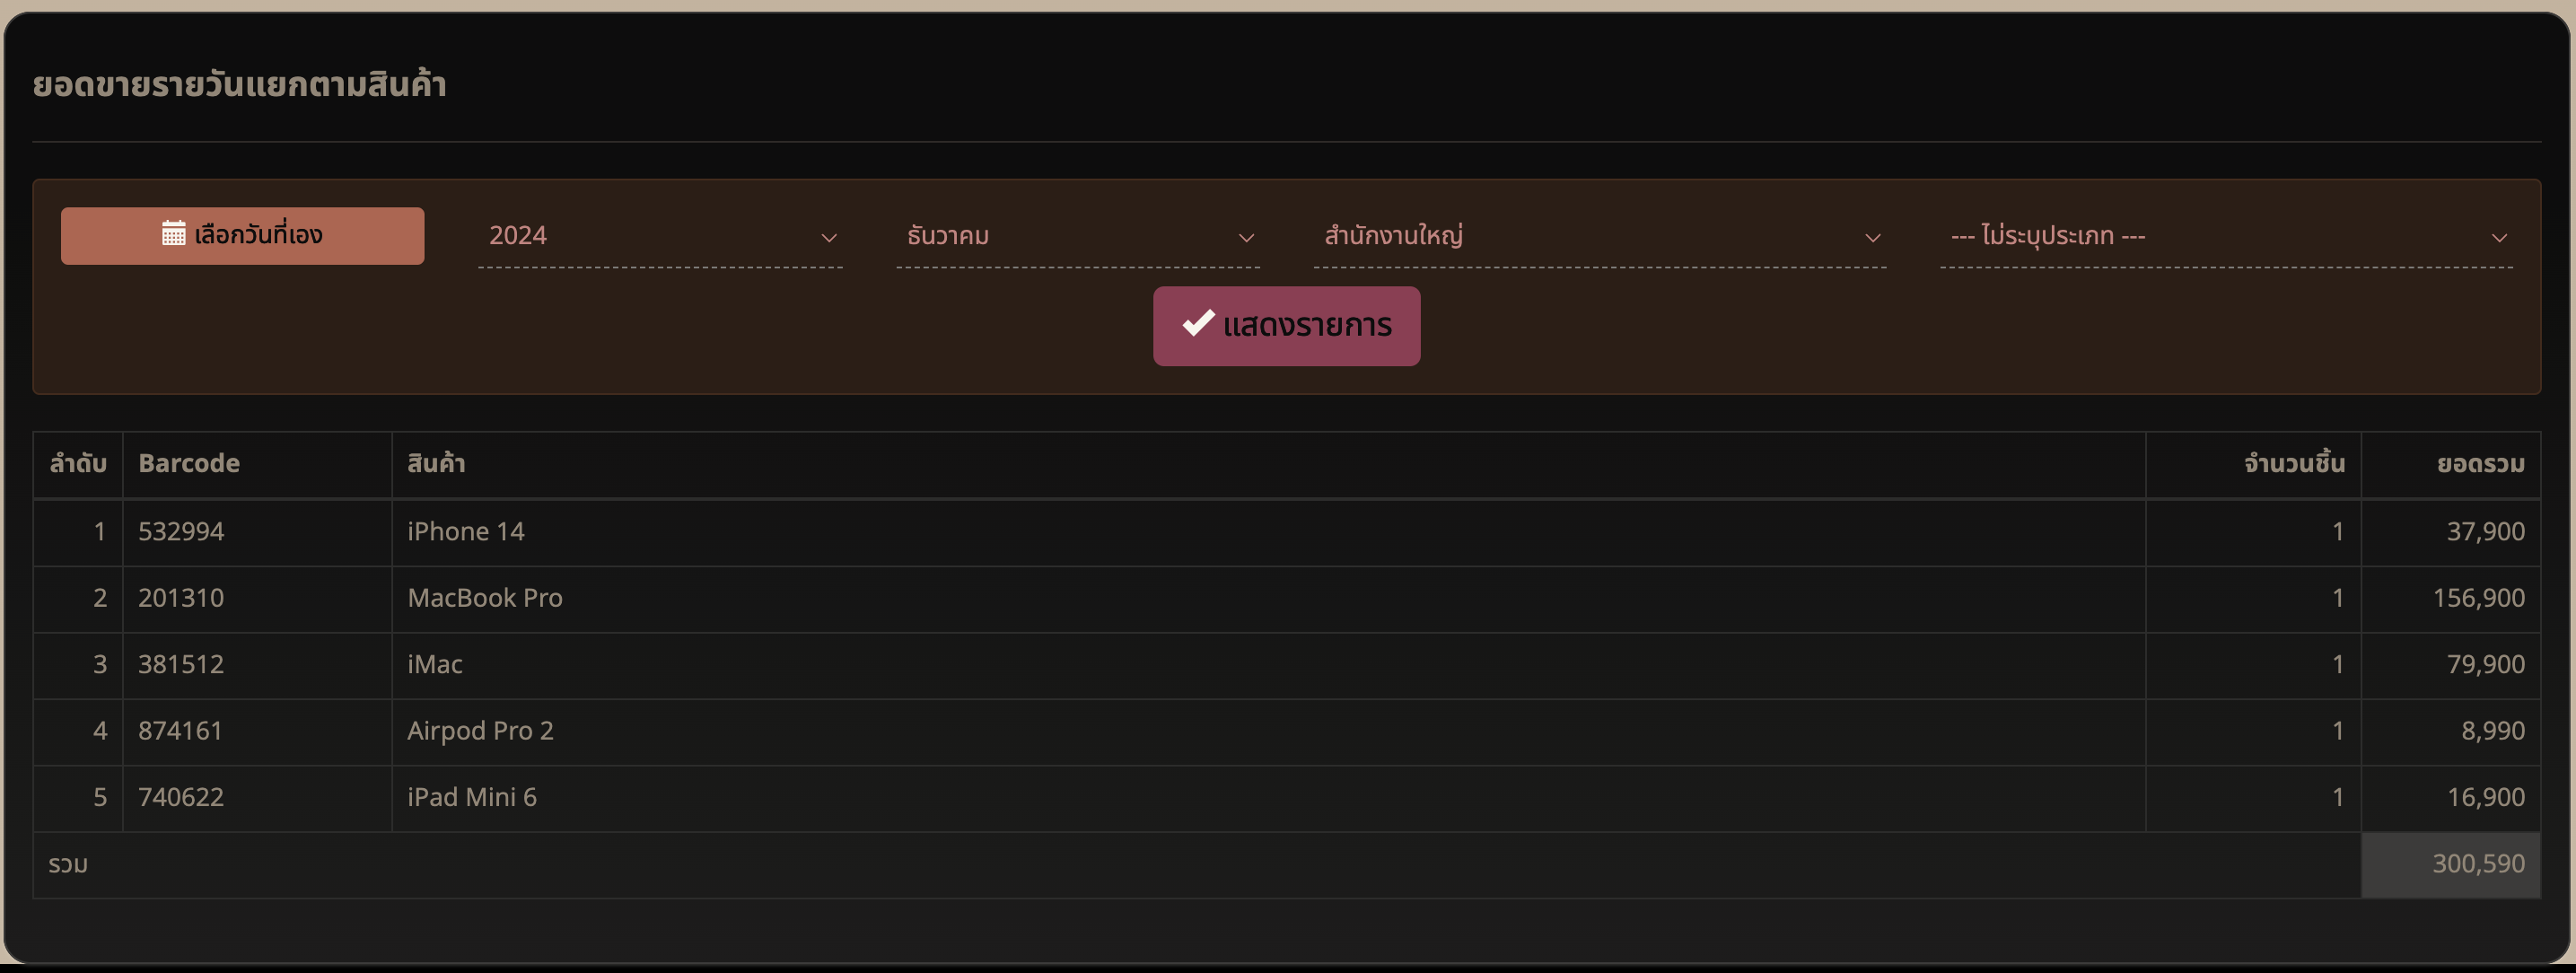 ยอดขายรายวันแยกตามสินค้า
เลือกวันที่เอง 2024 ธันวาคม สำนักงานใหญ่ --- ไม่ระบุประเภท ---
แสดงรายการ
ลำดับ Barcode สินค้า จำนวนชิ้น ยอดรวม
1 532994 iPhone 14 1 37,900
2 201310 MacBook Pro 1 156,900
3 381512 iMac 1 79,900
4 874161 Airpod Pro 2 1 8,990
5 740622 iPad Mini 6 1 16,900
รวม 300,590